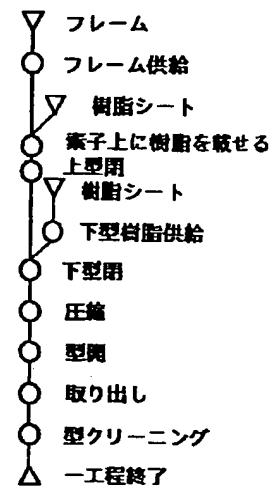 フレーム
フレーム供給
樹脂シート
素子上に樹脂を載せる
上型閉
樹脂シート
下型樹脂供給
下型閉
圧縮
型開
取り出し
型クリーニング
一工程終了